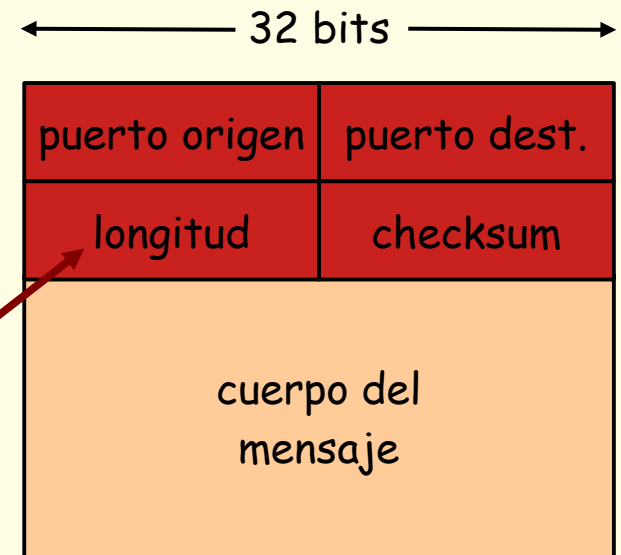 32 bits
puerto origen puerto dest.
longitud checksum
cuerpo del
mensaje